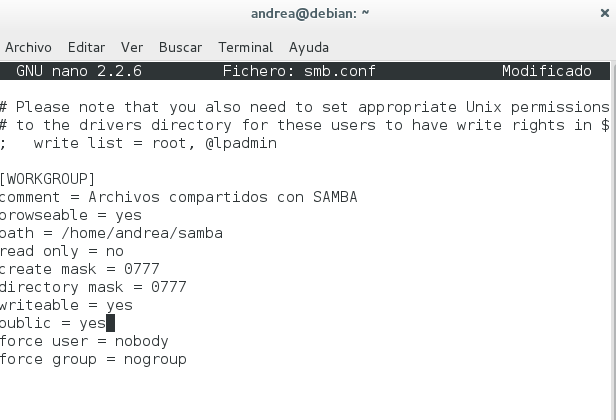 andrea@debian: ~
Archivo Editar Ver Buscar Terminal Ayuda
GNU nano 2.2.6 Fichero: smb.conf Modificado
# Please note that you also need to set appropriate Unix permissions
# to the drivers directory for these users to have write rights in $
;   write list = root, @lpadmin
[WORKGROUP]
comment = Archivos compartidos con SAMBA
browseable = yes
path = /home/andrea/samba
read only = no
create mask = 0777
directory mask = 0777
writeable = yes
public = yes
force user = nobody
force group = nogroup